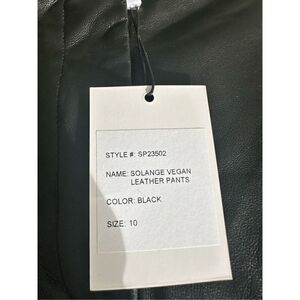 STYLE #: SP23502
NAME: SOLANGE VEGAN
LEATHER PANTS
COLOR: BLACK
SIZE: 10